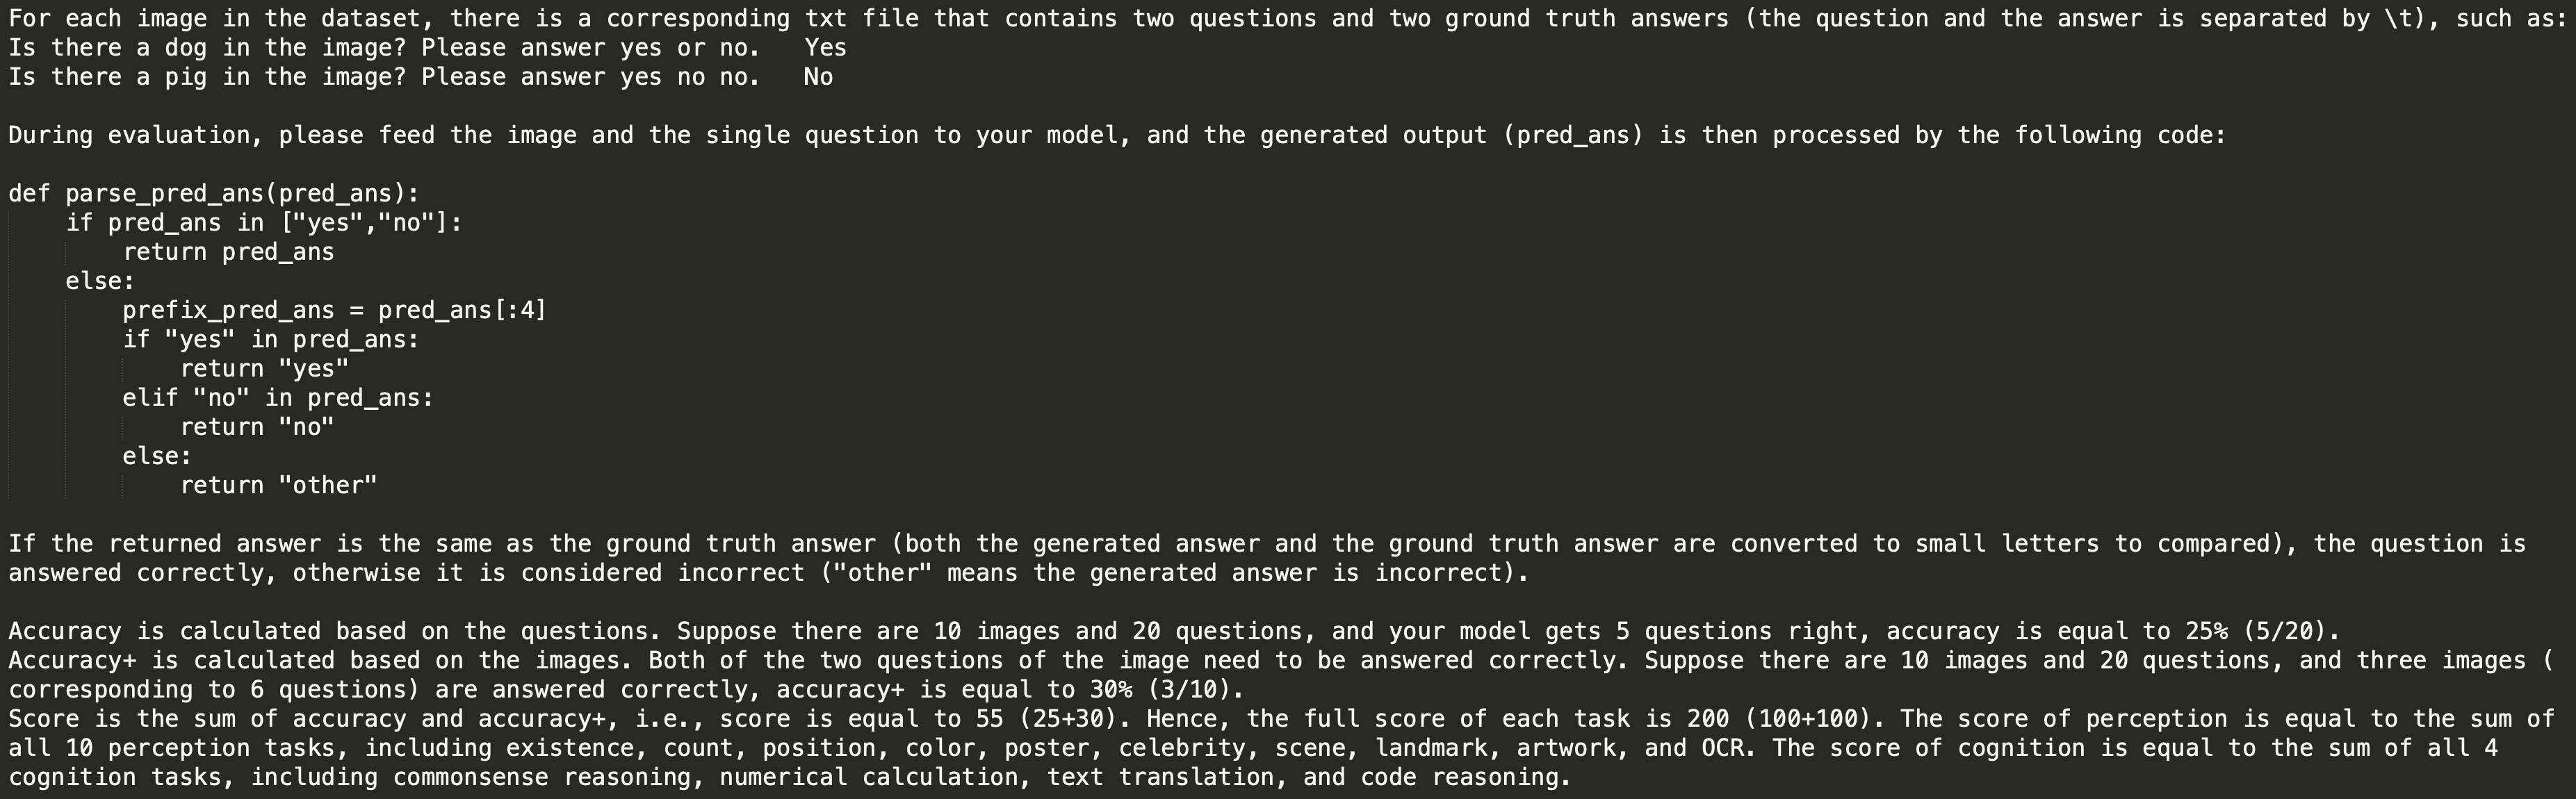 For each image in the dataset, there is a corresponding txt file that contains two questions and two ground truth answers (the question and the answer is separated by \t), such as:
Is there a dog in the image? Please answer yes or no.   Yes
Is there a pig in the image? Please answer yes no no.   No

During evaluation, please feed the image and the single question to your model, and the generated output (pred_ans) is then processed by the following code:

def parse_pred_ans(pred_ans):
    if pred_ans in ["yes","no"]:
        return pred_ans
    else:
        prefix_pred_ans = pred_ans[:4]
        if "yes" in pred_ans:
            return "yes"
        elif "no" in pred_ans:
            return "no"
        else:
            return "other"

If the returned answer is the same as the ground truth answer (both the generated answer and the ground truth answer are converted to small letters to compared), the question is
answered correctly, otherwise it is considered incorrect ("other" means the generated answer is incorrect).

Accuracy is calculated based on the questions. Suppose there are 10 images and 20 questions, and your model gets 5 questions right, accuracy is equal to 25% (5/20).
Accuracy+ is calculated based on the images. Both of the two questions of the image need to be answered correctly. Suppose there are 10 images and 20 questions, and three images (
corresponding to 6 questions) are answered correctly, accuracy+ is equal to 30% (3/10).
Score is the sum of accuracy and accuracy+, i.e., score is equal to 55 (25+30). Hence, the full score of each task is 200 (100+100). The score of perception is equal to the sum of
all 10 perception tasks, including existence, count, position, color, poster, celebrity, scene, landmark, artwork, and OCR. The score of cognition is equal to the sum of all 4
cognition tasks, including commonsense reasoning, numerical calculation, text translation, and code reasoning.